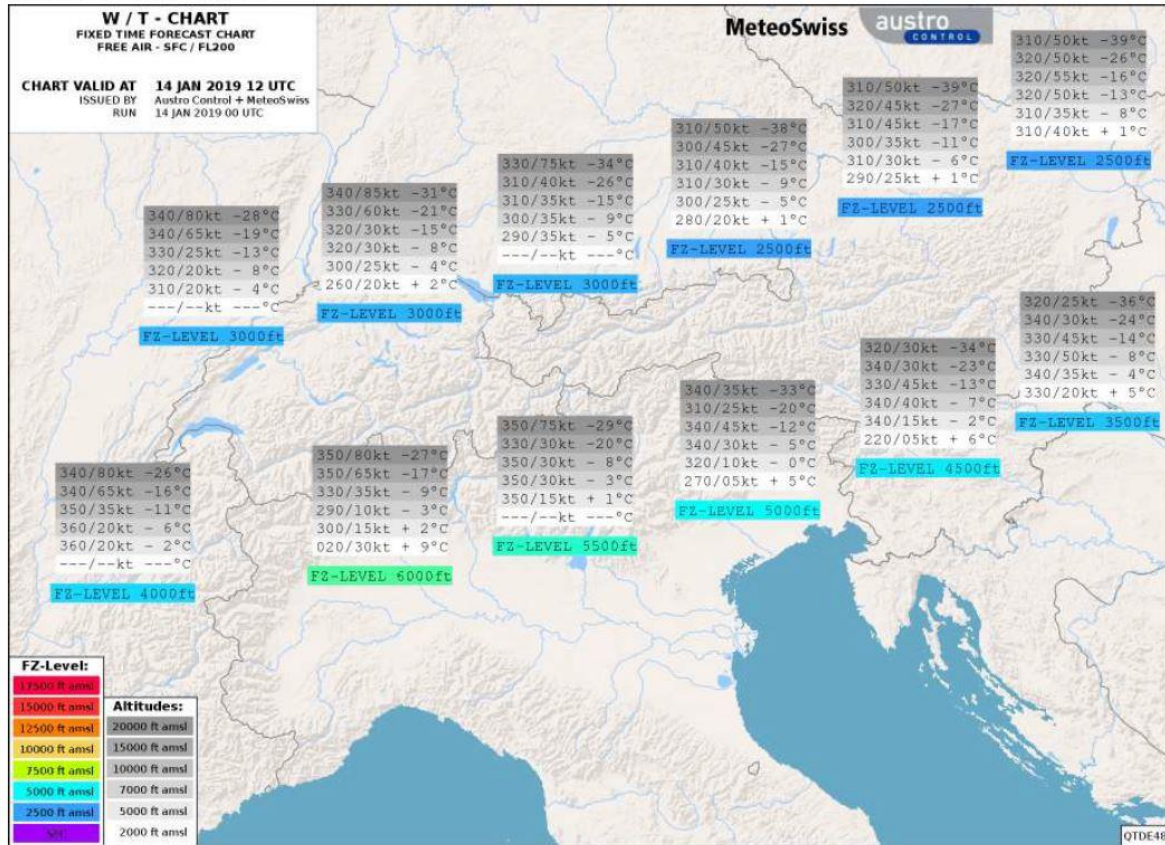 W / T - CHART
FIXED TIME FORECAST CHART
FREE AIR - SFC / FL200
CHART VALID AT 14 JAN 2019 12 UTC
ISSUED BY Austro Control + MeteoSwiss
RUN 14 JAN 2019 00 UTC
MeteoSwiss
austro
CONTROL
310/50kt -39°C
320/50kt -26°C
320/55kt -16°C
320/50kt -13°C
310/35kt - 8°C
310/40kt + 1°C
FZ-LEVEL 2500ft
310/50kt -39°C
320/45kt -27°C
310/45kt -17°C
300/35kt -11°C
310/30kt - 6°C
290/25kt + 1°C
FZ-LEVEL 2500ft
310/50kt -38°C
300/45kt -27°C
310/40kt -15°C
310/30kt - 9°C
300/25kt - 5°C
280/20kt + 1°C
FZ-LEVEL 2500ft
330/75kt -34°C
310/40kt -26°C
310/35kt -15°C
300/35kt - 9°C
290/35kt - 5°C
---/--kt ---°C
FZ-LEVEL 3000ft
340/85kt -31°C
330/60kt -21°C
320/30kt -15°C
320/30kt - 8°C
300/25kt - 4°C
260/20kt + 2°C
FZ-LEVEL 3000ft
340/80kt -28°C
340/65kt -19°C
330/25kt -13°C
320/20kt - 8°C
310/20kt - 4°C
---/--kt ---°C
FZ-LEVEL 3000ft
320/25kt -36°C
340/30kt -24°C
330/45kt -14°C
330/50kt - 8°C
340/35kt - 4°C
330/20kt + 5°C
FZ-LEVEL 3500ft
320/30kt -34°C
340/30kt -23°C
330/45kt -13°C
340/40kt - 7°C
340/15kt - 2°C
220/05kt + 6°C
FZ-LEVEL 4500ft
340/35kt -33°C
310/25kt -20°C
340/45kt -12°C
340/30kt - 5°C
320/10kt - 0°C
270/05kt + 5°C
FZ-LEVEL 5000ft
350/75kt -29°C
330/30kt -20°C
350/30kt - 8°C
350/30kt - 3°C
350/15kt + 1°C
---/--kt ---°C
FZ-LEVEL 5500ft
350/80kt -27°C
350/65kt -17°C
330/35kt - 9°C
290/10kt - 3°C
300/15kt + 2°C
020/30kt + 9°C
FZ-LEVEL 6000ft
340/80kt -26°C
340/65kt -16°C
350/35kt -11°C
360/20kt - 6°C
360/20kt - 2°C
---/--kt ---°C
FZ-LEVEL 4000ft
FZ-Level:
17500 ft amsl
15000 ft amsl
12500 ft amsl
10000 ft amsl
7500 ft amsl
5000 ft amsl
2500 ft amsl
SFC
Altitudes:
20000 ft amsl
15000 ft amsl
10000 ft amsl
7000 ft amsl
5000 ft amsl
2000 ft amsl
QTDE48